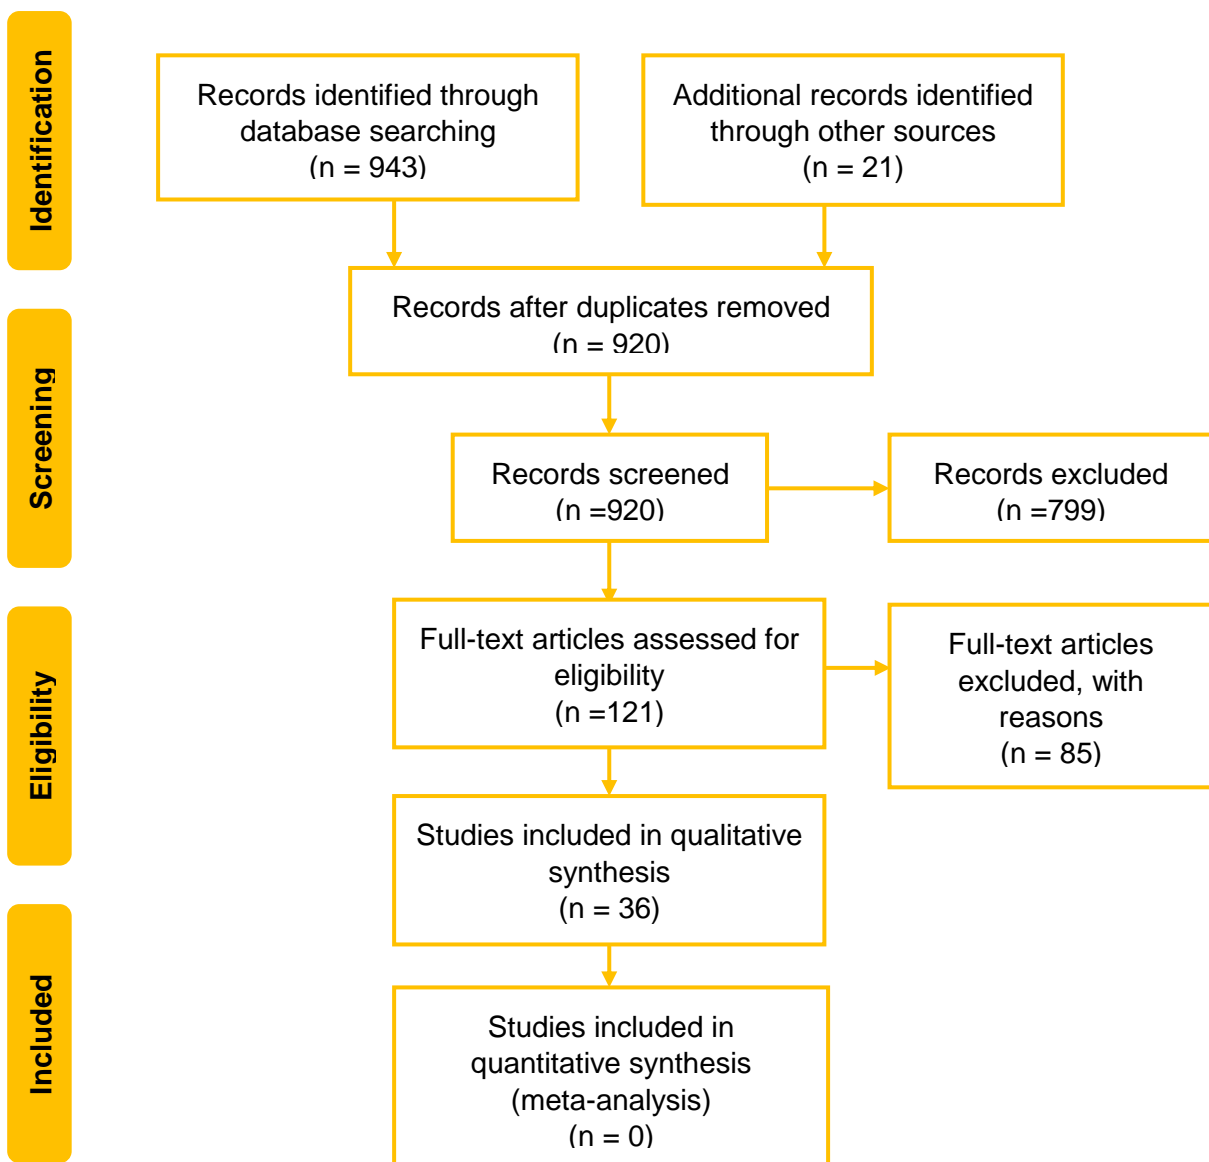 Identification
Records identified through
database searching
(n = 943)
Additional records identified
through other sources
(n = 21)
Records after duplicates removed
(n = 920)
Screening
Records screened
(n =920)
Records excluded
(n =799)
Eligibility
Full-text articles assessed for
eligibility
(n =121)
Full-text articles
excluded, with
reasons
(n = 85)
Studies included in qualitative
synthesis
(n = 36)
Included
Studies included in
quantitative synthesis
(meta-analysis)
(n = 0)